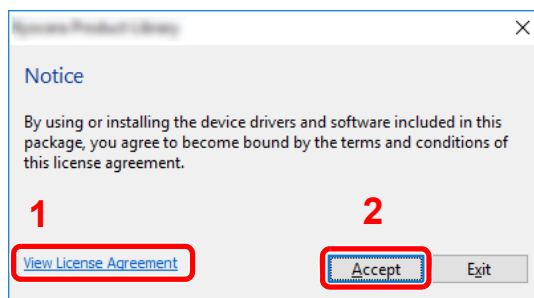 Notice
By using or installing the device drivers and software included in this
package, you agree to become bound by the terms and conditions of
this license agreement.
1
2
View License Agreement
Accept
Exit